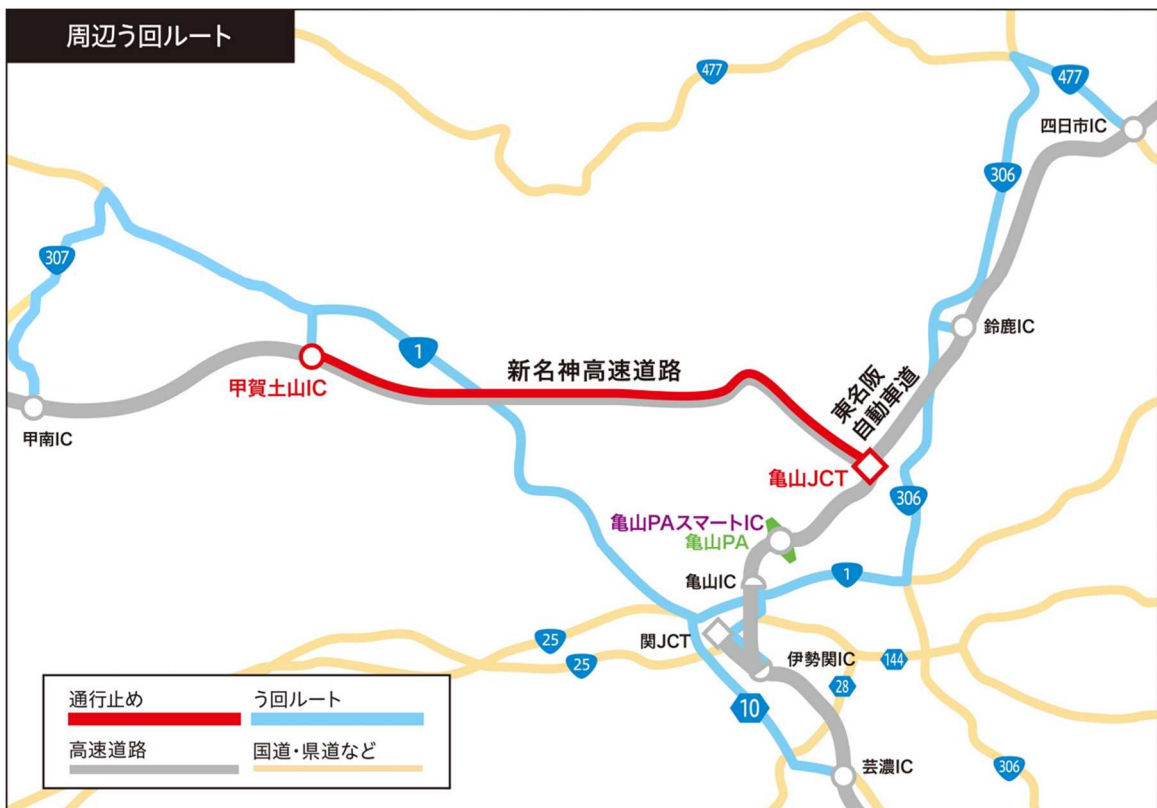 周辺う回ルート
477
477
四日市IC
306
307
鈴鹿IC
1
新名神高速道路
東名阪
自動車道
甲賀土山IC
甲南IC
亀山JCT
306
亀山PAスマートIC
亀山PA
亀山IC
1
関JCT
25
25
伊勢関IC
144
28
10
芸濃IC
306
通行止め
う回ルート
高速道路
国道・県道など